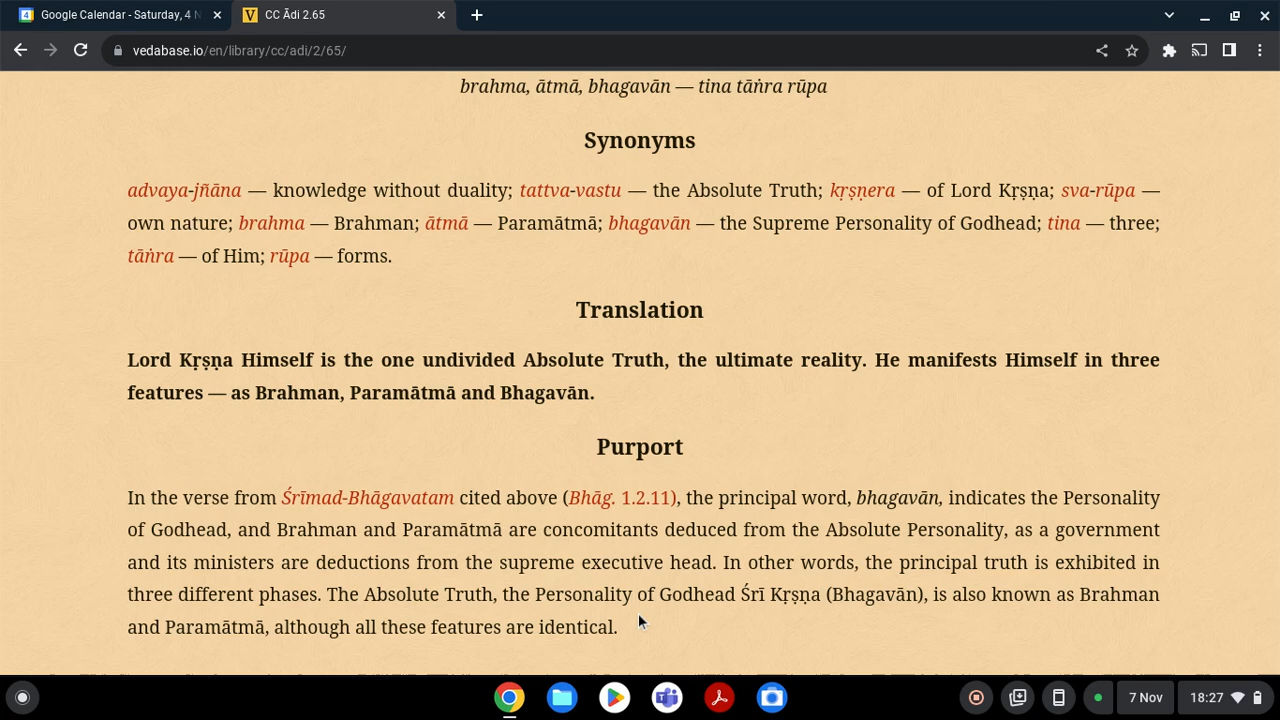 Google Calendar - Saturday, 4 N
CC Ādi 2.65
vedabase.io/en/library/cc/adi/2/65/
brahma, ātmā, bhagavān — tina tāṅra rūpa
Synonyms
advaya-jñāna — knowledge without duality; tattva-vastu — the Absolute Truth; kṛṣṇera — of Lord Kṛṣṇa; sva-rūpa —
own nature; brahma — Brahman; ātmā — Paramātmā; bhagavān — the Supreme Personality of Godhead; tina — three;
tāṅra — of Him; rūpa — forms.
Translation
Lord Kṛṣṇa Himself is the one undivided Absolute Truth, the ultimate reality. He manifests Himself in three
features — as Brahman, Paramātmā and Bhagavān.
Purport
In the verse from Śrīmad-Bhāgavatam cited above (Bhāg. 1.2.11), the principal word, bhagavān, indicates the Personality
of Godhead, and Brahman and Paramātmā are concomitants deduced from the Absolute Personality, as a government
and its ministers are deductions from the supreme executive head. In other words, the principal truth is exhibited in
three different phases. The Absolute Truth, the Personality of Godhead Śrī Kṛṣṇa (Bhagavān), is also known as Brahman
and Paramātmā, although all these features are identical.
7 Nov
18:27